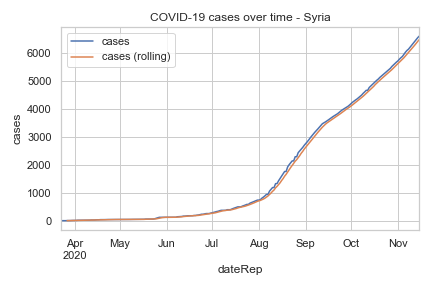 COVID-19 cases over time - Syria
cases
cases (rolling)
6000
5000
4000
3000
2000
1000
0
cases
Apr May Jun Jul Aug Sep Oct Nov
2020
dateRep